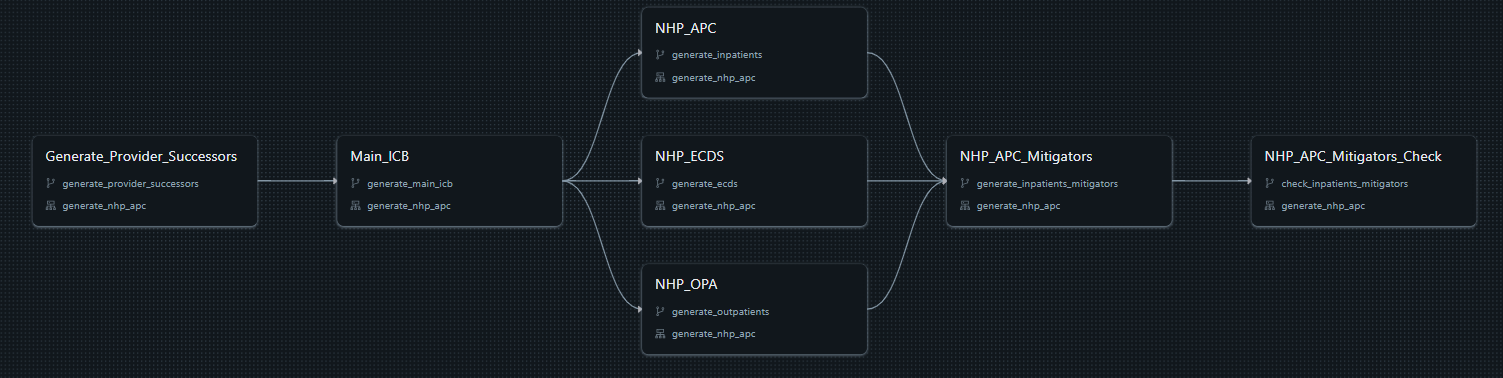 Generate_Provider_Successors
generate_provider_successors
generate_nhp_apc
Main_ICB
generate_main_icb
generate_nhp_apc
NHP_APC
generate_inpatients
generate_nhp_apc
NHP_ECDS
generate_ecds
generate_nhp_apc
NHP_OPA
generate_outpatients
generate_nhp_apc
NHP_APC_Mitigators
generate_inpatients_mitigators
generate_nhp_apc
NHP_APC_Mitigators_Check
check_inpatients_mitigators
generate_nhp_apc